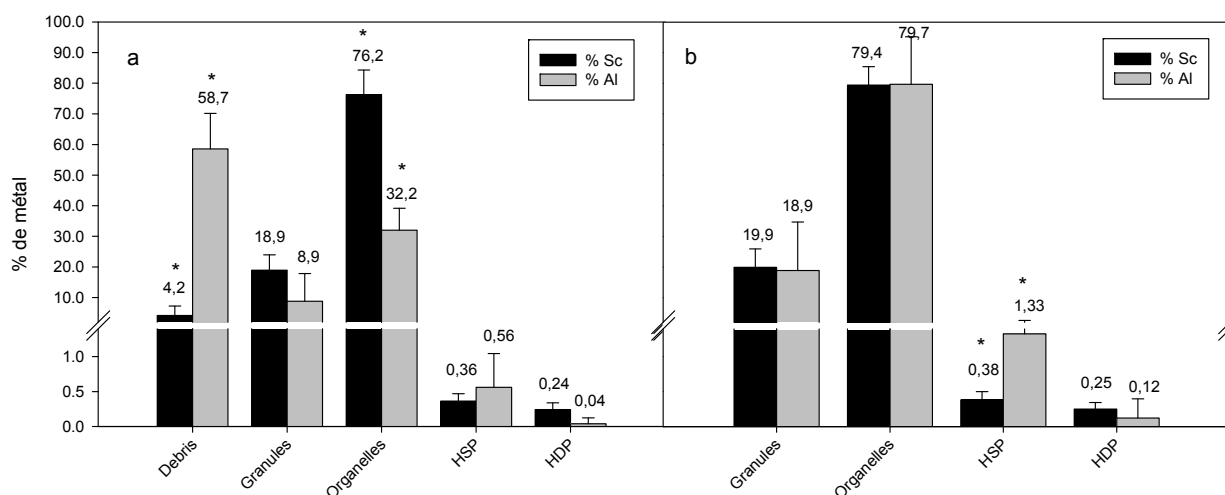 % de métal
100.0
90.0
80.0
70.0
60.0
50.0
40.0
30.0
20.0
10.0
1.0
0.5
0.0
a
% Sc
% Al
*
4,2
*
58,7
18,9
8,9
*
76,2
*
32,2
0,36
0,56
0,24
0,04
Debris
Granules
Organelles
HSP
HDP
b
% Sc
% Al
19,9
18,9
79,4
79,7
*
0,38
*
1,33
0,25
0,12
Granules
Organelles
HSP
HDP